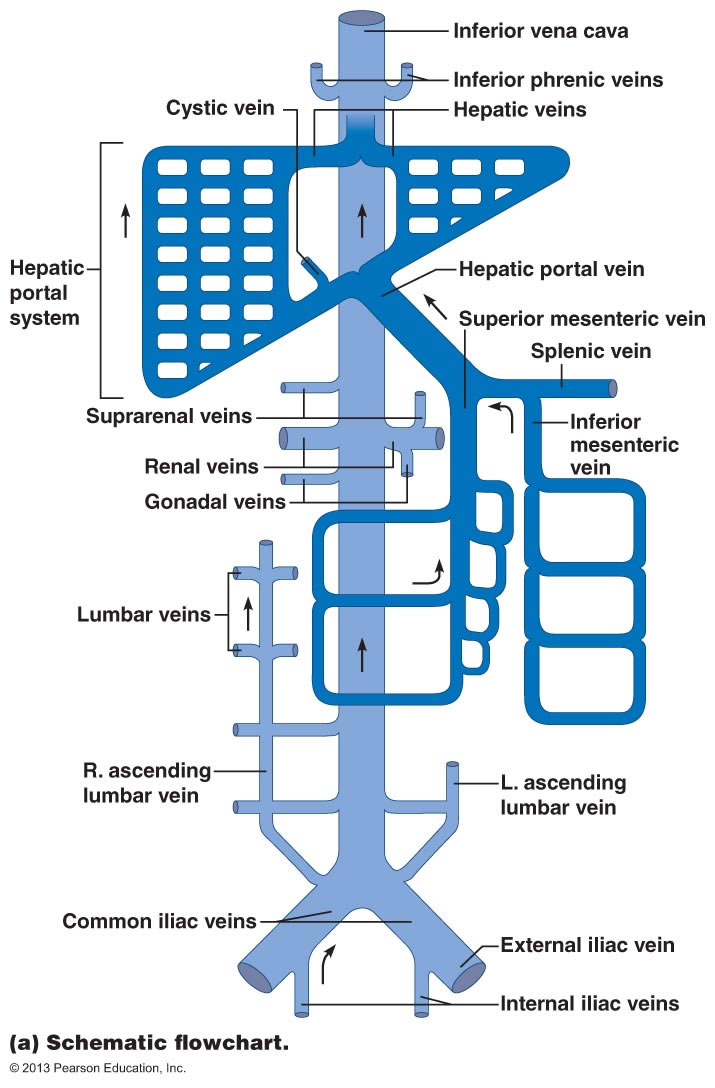 Inferior vena cava
Inferior phrenic veins
Cystic vein
Hepatic veins
Hepatic
portal
system
Hepatic portal vein
Superior mesenteric vein
Splenic vein
Suprarenal veins
Inferior
mesenteric
vein
Renal veins
Gonadal veins
Lumbar veins
R. ascending
lumbar vein
L. ascending
lumbar vein
Common iliac veins
External iliac vein
Internal iliac veins
(a) Schematic flowchart.
© 2013 Pearson Education, Inc.